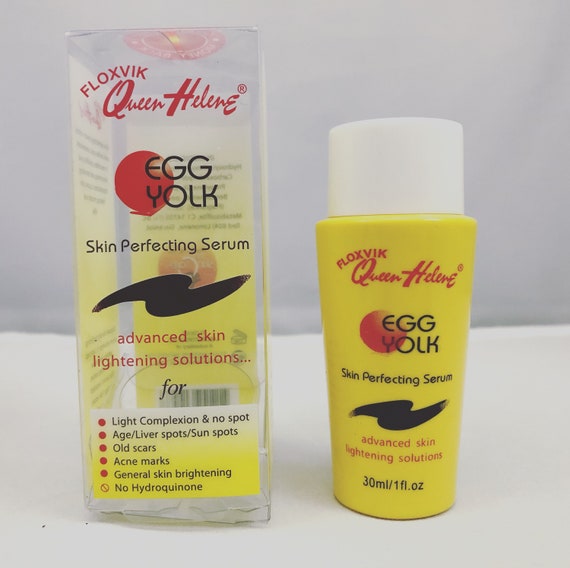 FLOXVIK
Queen Helene®
EGG
YOLK
Skin Perfecting Serum
advanced skin
lightening solutions...
for
Light Complexion & no spot
Age/Liver spots/Sun spots
Old scars
Acne marks
General skin brightening
No Hydroquinone
FLOXVIK
Queen Helene®
EGG
YOLK
Skin Perfecting Serum
advanced skin
lightening solutions
30ml/1fl.oz